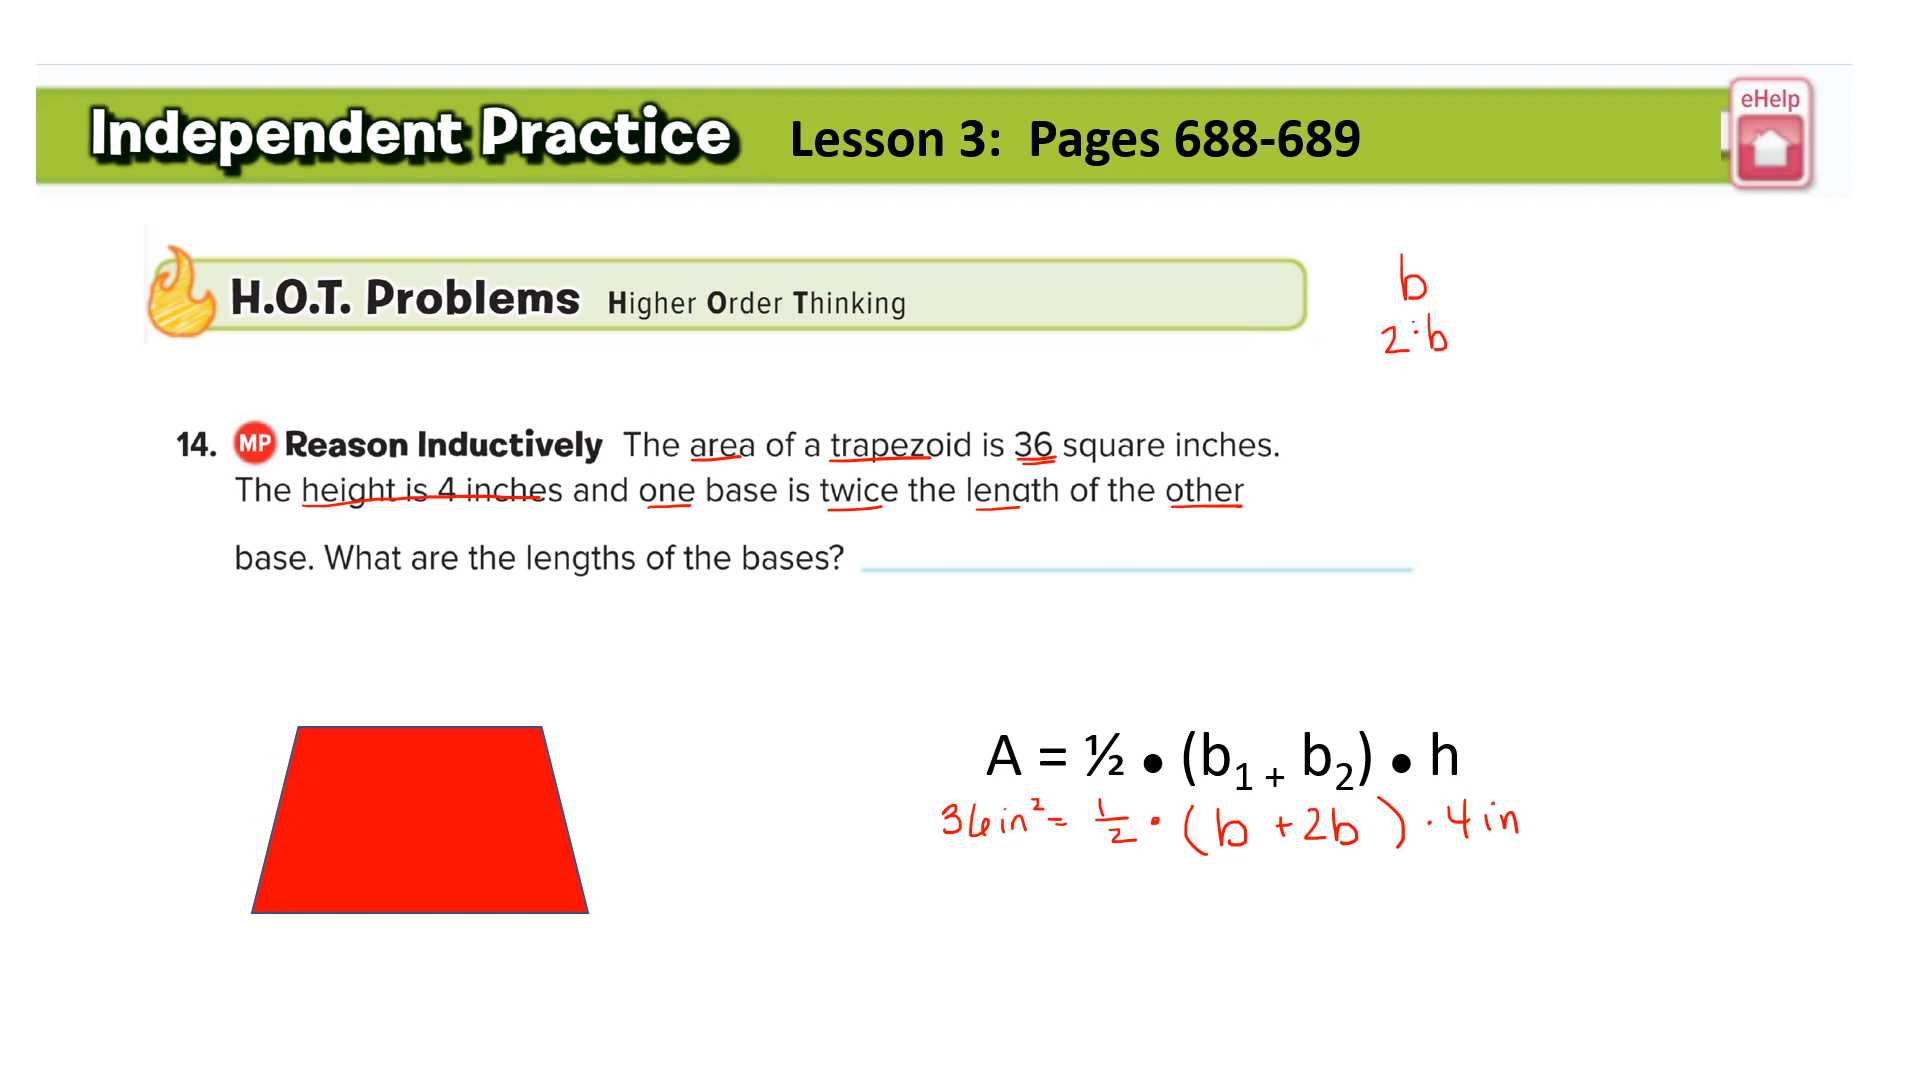 Independent Practice Lesson 3: Pages 688-689
eHelp
H.O.T. Problems Higher Order Thinking
b
2·b
14. MP Reason Inductively The area of a trapezoid is 36 square inches.
The height is 4 inches and one base is twice the length of the other
base. What are the lengths of the bases?
A = ½ • (b₁ + b₂) • h
36in² = 1/2 • (b + 2b) · 4in